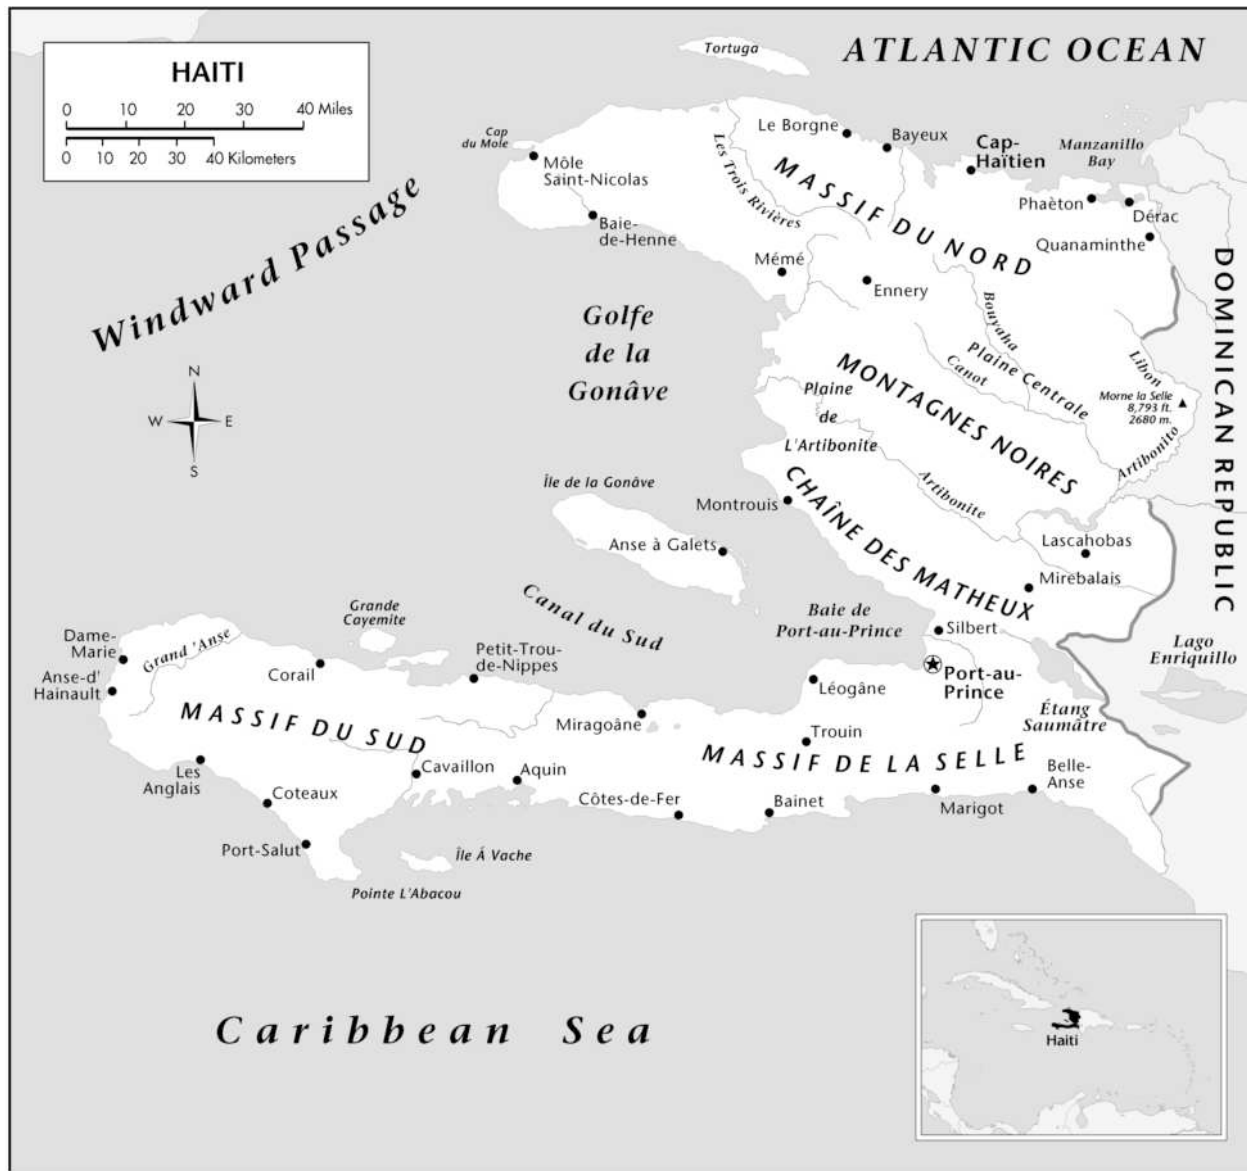 HAITI
0 10 20 30 40 Miles
0 10 20 30 40 Kilometers
ATLANTIC OCEAN
Tortuga
Cap
du Mole
Môle
Saint-Nicolas
Baie-
de-Henne
Le Borgne
Bayeux
Cap-
Haïtien
Manzanillo
Bay
Phaèton
Dérac
Quanaminthe
Les Trois Rivières
MASSIF DU NORD
Mémé
Ennery
Windward Passage
Golfe
de la
Gonâve
N
W E
S
Bouyaha
Plaine Centrale
Canot
MONTAGNES NOIRES
Libon
Morne la Selle
8,793 ft.
2680 m.
Artibonito
DOMINICAN REPUBLIC
Plaine
de
L'Artibonite
Artibonite
CHAÎNE DES MATHEUX
Île de la Gonâve
Montrouis
Anse à Galets
Lascahobas
Mirebalais
Canal du Sud
Baie de
Port-au-Prince
Silbert
Port-au-
Prince
Lago
Enriquillo
Étang
Saumâtre
Grande
Cayemite
Dame-
Marie
Grand 'Anse
Anse-d'
Hainault
Corail
Petit-Trou-
de-Nippes
Miragoâne
Léogâne
Trouin
MASSIF DU SUD
MASSIF DE LA SELLE
Les
Anglais
Cavaillon
Aquin
Coteaux
Côtes-de-Fer
Bainet
Marigot
Belle-
Anse
Port-Salut
Île À Vache
Pointe L'Abacou
Caribbean Sea
Haiti